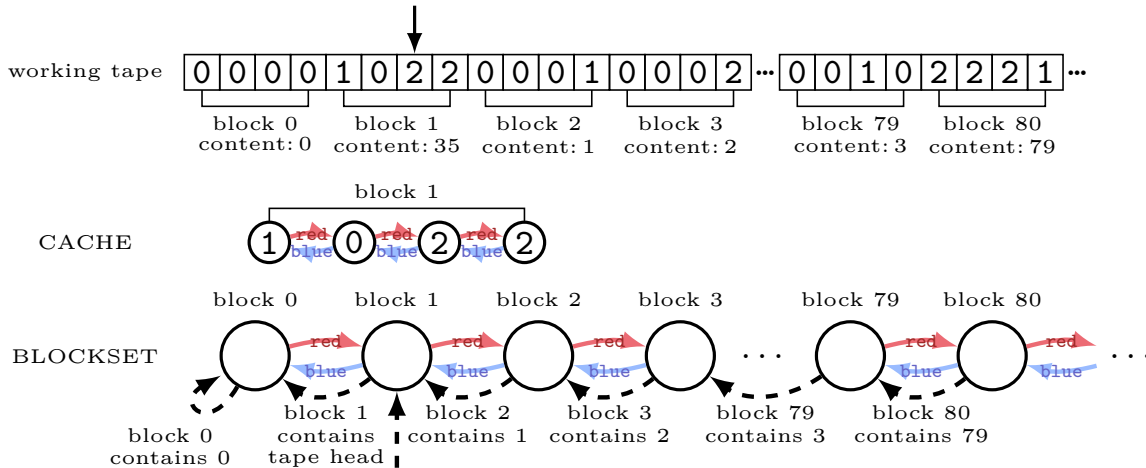 working tape 0 0 0 0 1 0 2 2 0 0 0 1 0 0 0 2 ··· 0 0 1 0 2 2 2 1 ···
block 0 block 1 block 2 block 3 block 79 block 80
content: 0 content: 35 content: 1 content: 2 content: 3 content: 79
block 1
CACHE 1 red blue 0 red blue 2 red blue 2
block 0 block 1 block 2 block 3 block 79 block 80
BLOCKSET red blue red blue red blue ··· red blue red blue ···
block 0
contains 0
block 1
contains
tape head
block 2
contains 1
block 3
contains 2
block 79
contains 3
block 80
contains 79